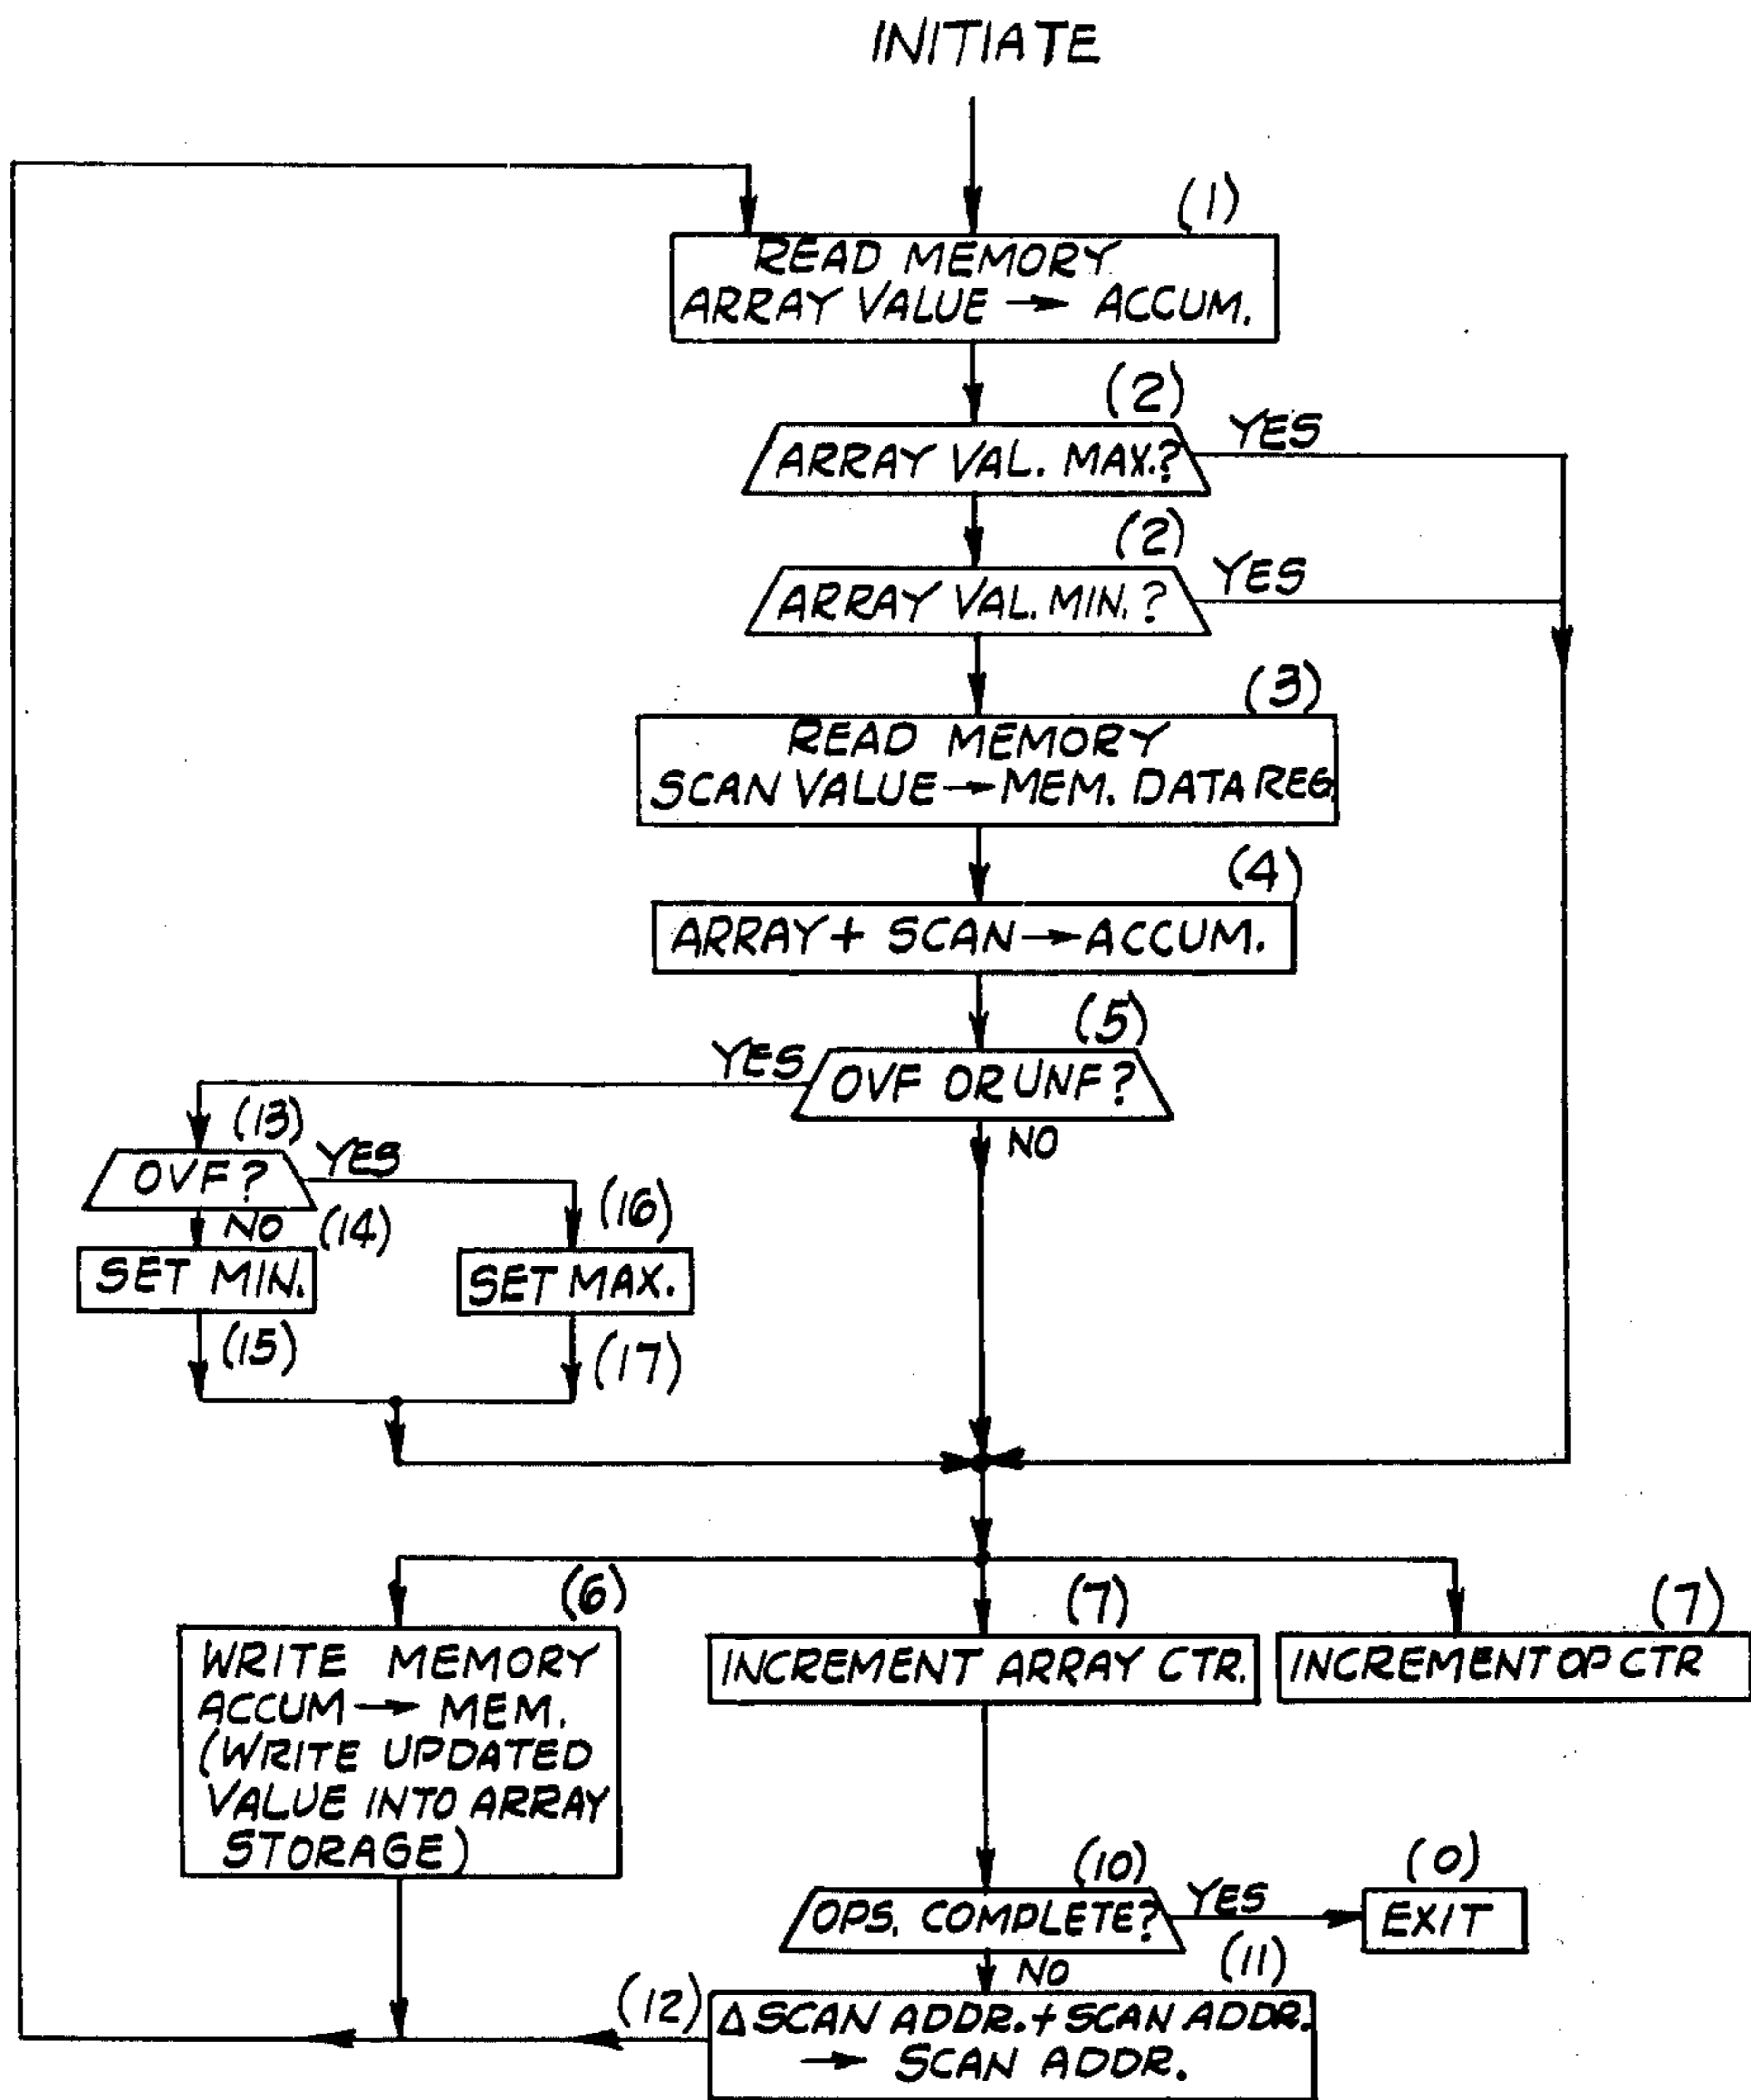 INITIATE
(1)
READ MEMORY
ARRAY VALUE → ACCUM.
(2)
ARRAY VAL. MAX.?
YES
(2)
ARRAY VAL. MIN.?
YES
(3)
READ MEMORY
SCAN VALUE → MEM. DATA REG.
(4)
ARRAY + SCAN → ACCUM.
(5)
YES
OVF OR UNF?
NO
(13)
OVF?
YES
NO
(14)
(16)
SET MIN.
SET MAX.
(15)
(17)
(6)
(7)
(7)
WRITE MEMORY
ACCUM → MEM.
(WRITE UPDATED
VALUE INTO ARRAY
STORAGE)
INCREMENT ARRAY CTR.
INCREMENT OP CTR
(10)
(0)
OPS. COMPLETE?
YES
EXIT
NO
(11)
(12)
Δ SCAN ADDR. + SCAN ADDR.
→ SCAN ADDR.